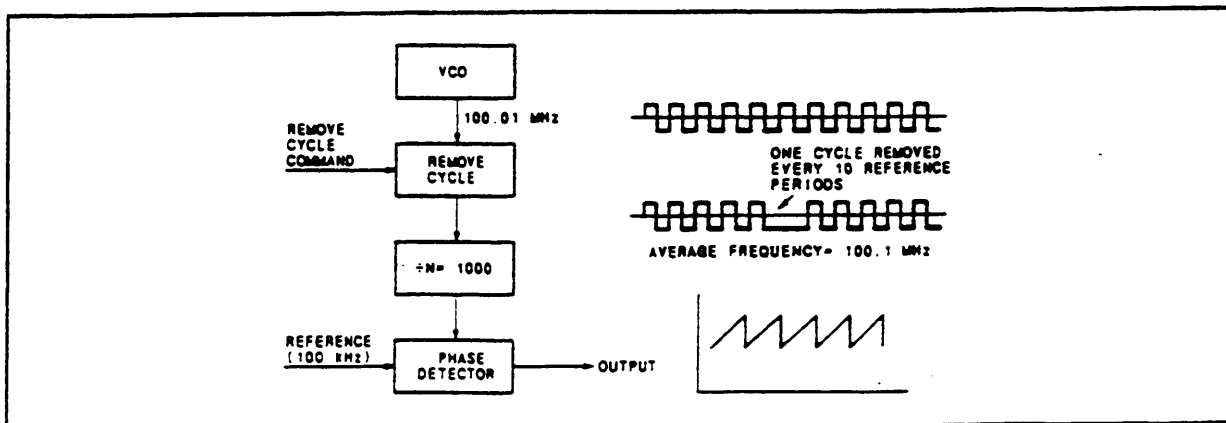 VCO
100.01 MHz
REMOVE
CYCLE
COMMAND
REMOVE
CYCLE
ONE CYCLE REMOVED
EVERY 10 REFERENCE
PERIODS
AVERAGE FREQUENCY= 100.1 MHz
÷N= 1000
REFERENCE
(100 kHz)
PHASE
DETECTOR
OUTPUT